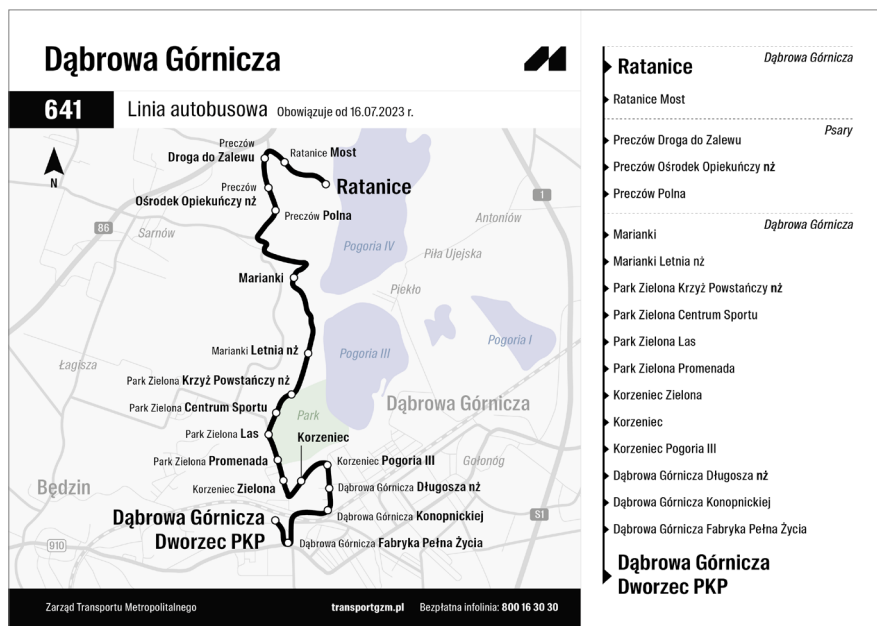 Dąbrowa Górnicza
641
Linia autobusowa Obowiązuje od 16.07.2023 r.
N
Preczów
Droga do Zalewu
Ratanice Most
Ratanice
Preczów
Ośrodek Opiekuńczy nż
Preczów Polna
1
86
Sarnów
Antoniów
Pogoria IV
Piła Ujejska
Marianki
Piekło
Marianki Letnia nż
Pogoria III
Pogoria I
Łagisza
Park Zielona Krzyż Powstańczy nż
Park Zielona Centrum Sportu
Park
Dąbrowa Górnicza
Park Zielona Las
Korzeniec
Park Zielona Promenada
Korzeniec Pogoria III
Gołonóg
Będzin
Korzeniec Zielona
Dąbrowa Górnicza Długosza nż
Dąbrowa Górnicza
Dworzec PKP
Dąbrowa Górnicza Konopnickiej
S1
910
Dąbrowa Górnicza Fabryka Pełna Życia
Zarząd Transportu Metropolitalnego
transportgzm.pl Bezpłatna infolinia: 800 16 30 30
Dąbrowa Górnicza
Ratanice
Ratanice Most
Psary
Preczów Droga do Zalewu
Preczów Ośrodek Opiekuńczy nż
Preczów Polna
Dąbrowa Górnicza
Marianki
Marianki Letnia nż
Park Zielona Krzyż Powstańczy nż
Park Zielona Centrum Sportu
Park Zielona Las
Park Zielona Promenada
Korzeniec Zielona
Korzeniec
Korzeniec Pogoria III
Dąbrowa Górnicza Długosza nż
Dąbrowa Górnicza Konopnickiej
Dąbrowa Górnicza Fabryka Pełna Życia
Dąbrowa Górnicza
Dworzec PKP